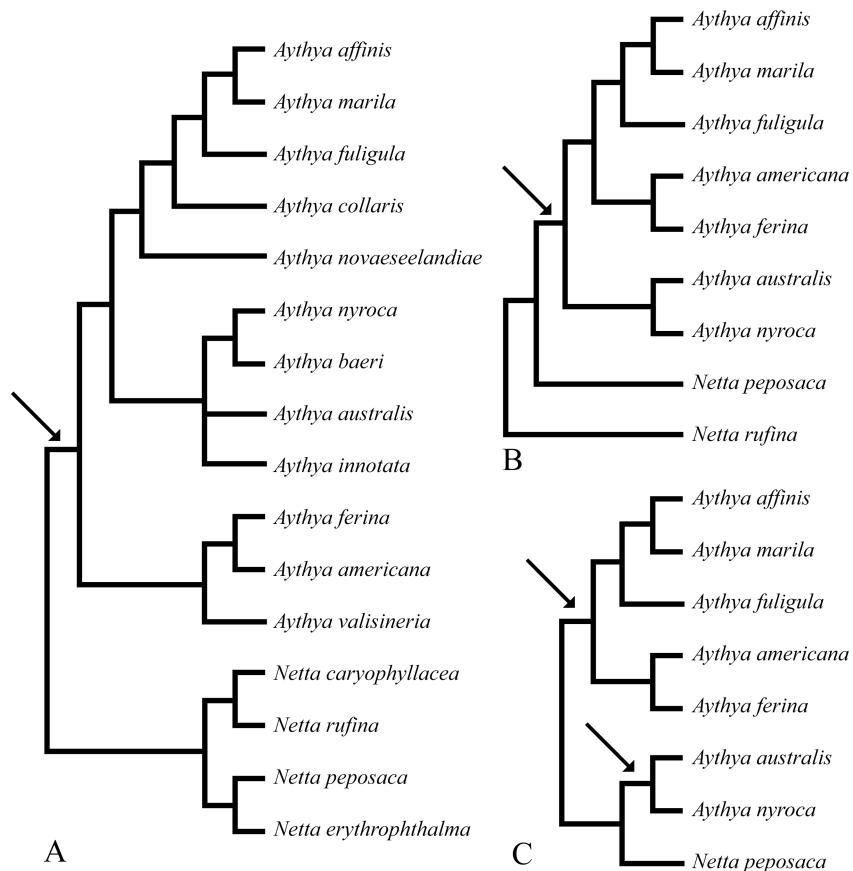 Aythya affinis
Aythya marila
Aythya fuligula
Aythya collaris
Aythya novaeseelandiae
Aythya nyroca
Aythya baeri
Aythya australis
Aythya innotata
Aythya ferina
Aythya americana
Aythya valisineria
Netta caryophyllacea
Netta rufina
Netta peposaca
Netta erythrophthalma
A
Aythya affinis
Aythya marila
Aythya fuligula
Aythya americana
Aythya ferina
Aythya australis
Aythya nyroca
Netta peposaca
Netta rufina
B
Aythya affinis
Aythya marila
Aythya fuligula
Aythya americana
Aythya ferina
Aythya australis
Aythya nyroca
Netta peposaca
C